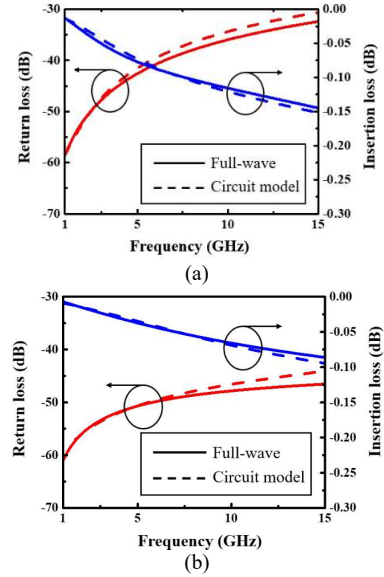 -30
-40
-50
-60
-70
Return loss (dB)
0.00
-0.05
-0.10
-0.15
-0.20
-0.25
-0.30
Insertion loss (dB)
Full-wave
Circuit model
1
5
10
15
Frequency (GHz)
(a)
-30
-40
-50
-60
-70
Return loss (dB)
0.00
-0.05
-0.10
-0.15
-0.20
-0.25
-0.30
Insertion loss (dB)
Full-wave
Circuit model
1
5
10
15
Frequency (GHz)
(b)